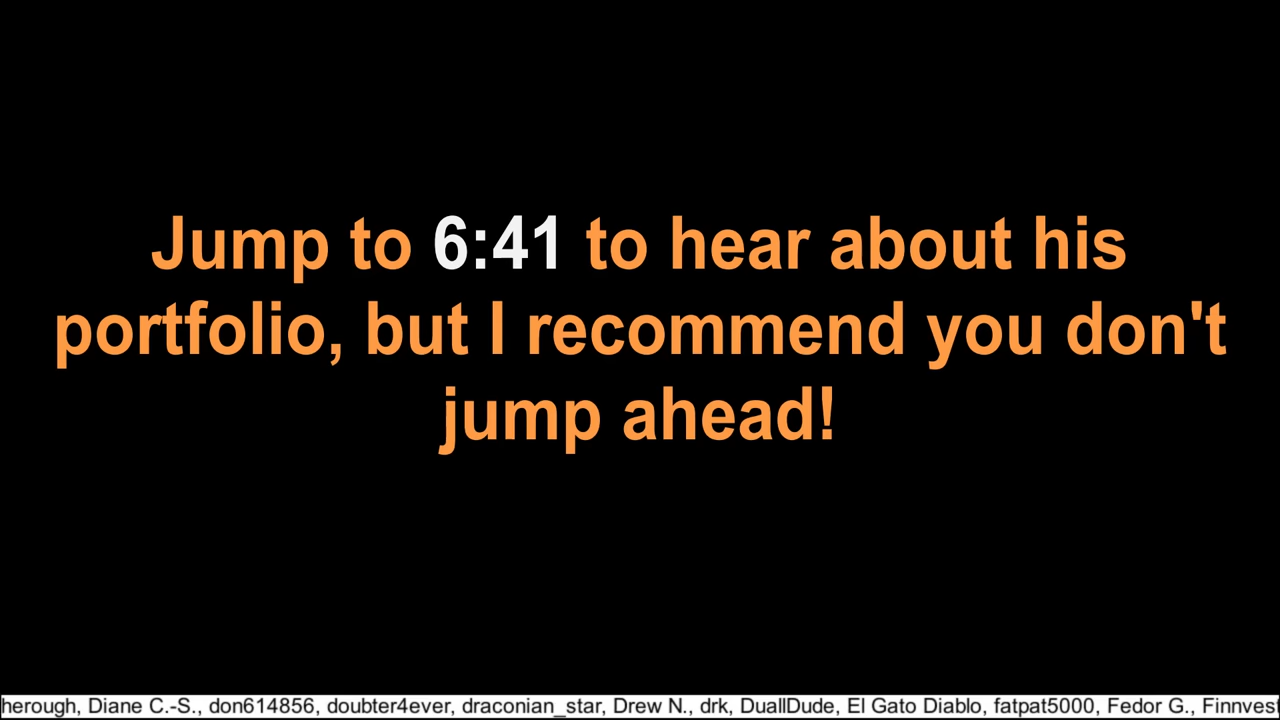 Jump to 6:41 to hear about his
portfolio, but I recommend you don't
jump ahead!
herough, Diane C.-S., don614856, doubter4ever, draconian_star, Drew N., drk, DuallDude, El Gato Diablo, fatpat5000, Fedor G., Finnves